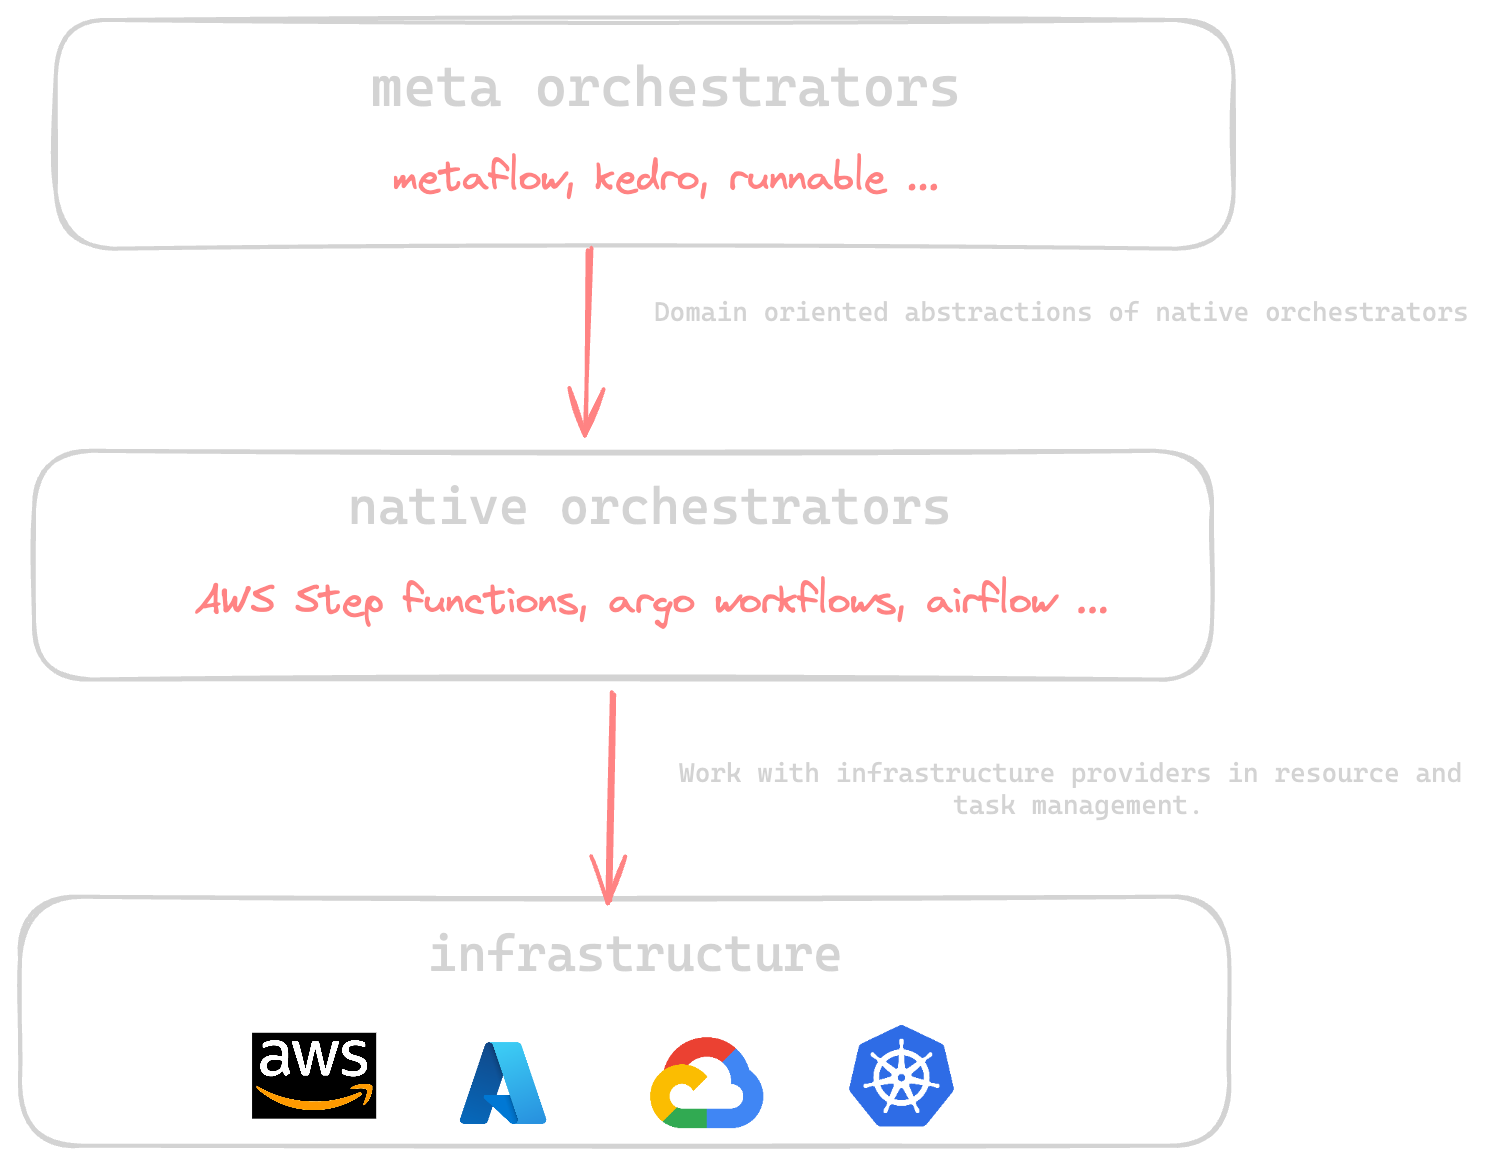 meta orchestrators
metaflow, kedro, runnable ...
Domain oriented abstractions of native orchestrators
native orchestrators
AWS Step functions, argo workflows, airflow ...
Work with infrastructure providers in resource and
task management.
infrastructure
aws